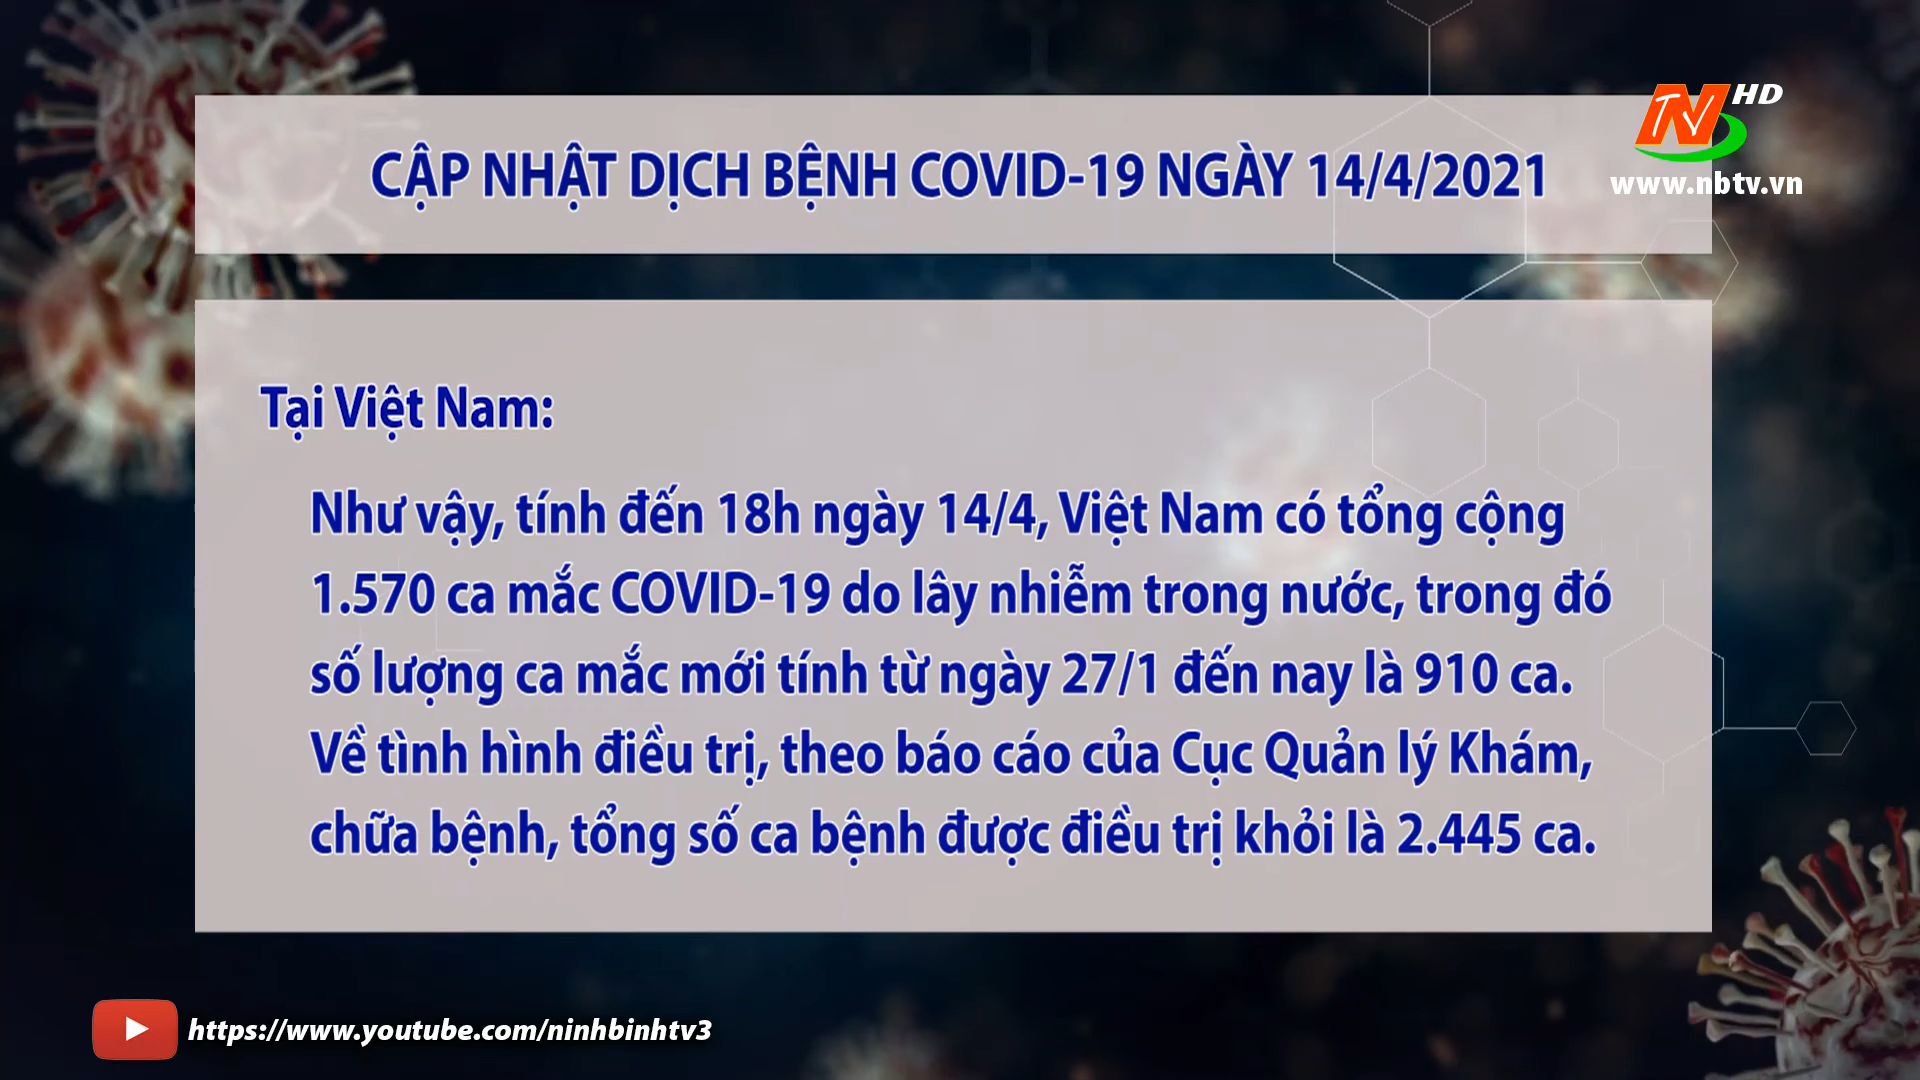 CẬP NHẬT DỊCH BỆNH COVID-19 NGÀY 14/4/2021
NTV HD
www.nbtv.vn
Tại Việt Nam:
Như vậy, tính đến 18h ngày 14/4, Việt Nam có tổng cộng
1.570 ca mắc COVID-19 do lây nhiễm trong nước, trong đó
số lượng ca mắc mới tính từ ngày 27/1 đến nay là 910 ca.
Về tình hình điều trị, theo báo cáo của Cục Quản lý Khám,
chữa bệnh, tổng số ca bệnh được điều trị khỏi là 2.445 ca.
https://www.youtube.com/ninhbinhtv3